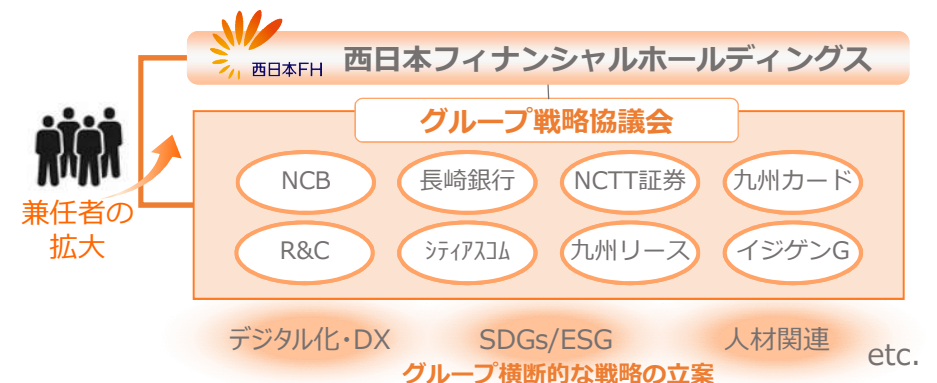 西日本FH
西日本フィナンシャルホールディングス
グループ戦略協議会
NCB
長崎銀行
NCTT証券
九州カード
R&C
ｼﾃｨｱｽｺﾑ
九州リース
イジゲンG
兼任者の
拡大
デジタル化・DX
SDGs/ESG
人材関連
etc.
グループ横断的な戦略の立案